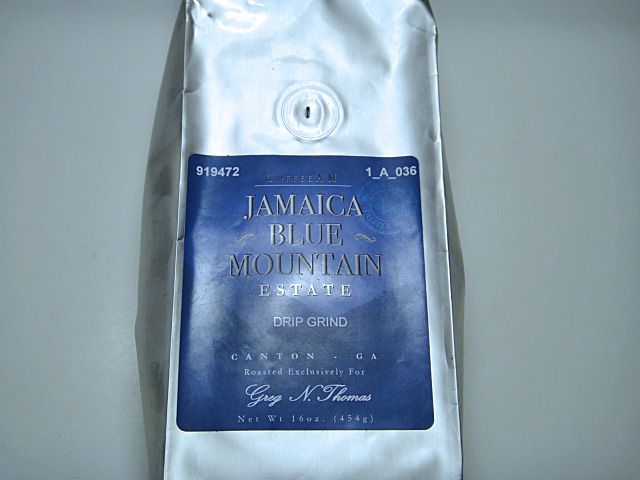 919472 1_A_036
COFFEEAM
JAMAICA
BLUE
MOUNTAIN
ESTATE
DRIP GRIND
CANTON - GA
Roasted Exclusively For
Greg N. Thomas
Net Wt 16oz. (454g)